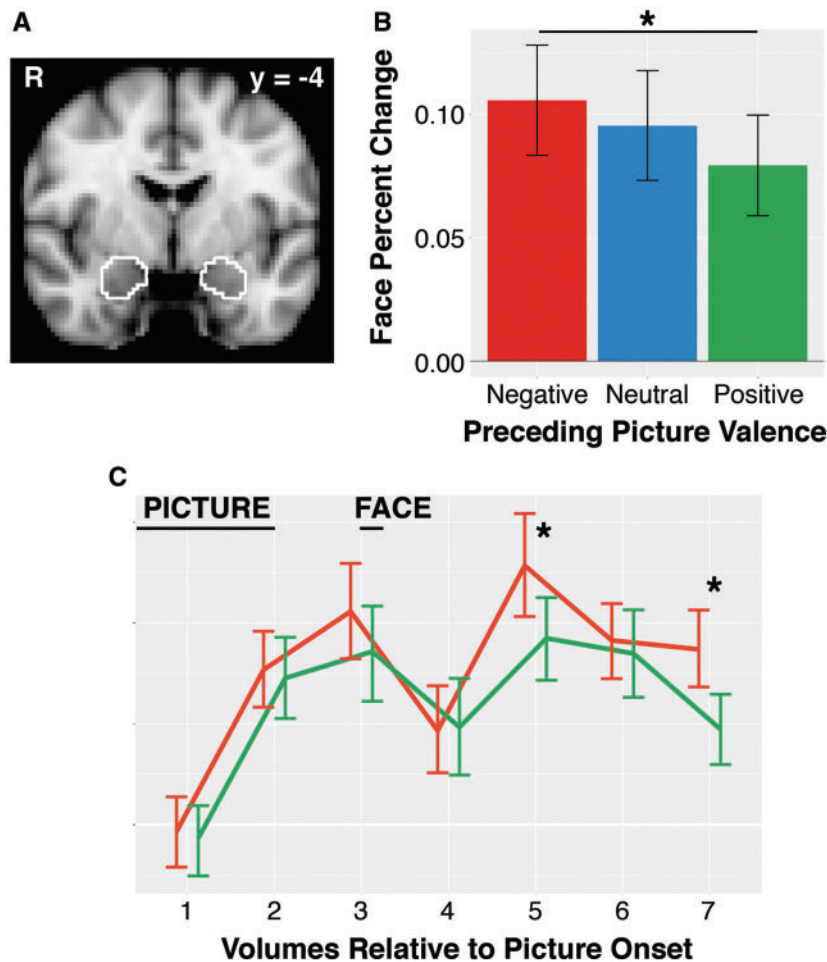 A
R
y = -4
B
*
Face Percent Change
0.10
0.05
0.00
Negative Neutral Positive
Preceding Picture Valence
C
PICTURE FACE
*
*
1 2 3 4 5 6 7
Volumes Relative to Picture Onset